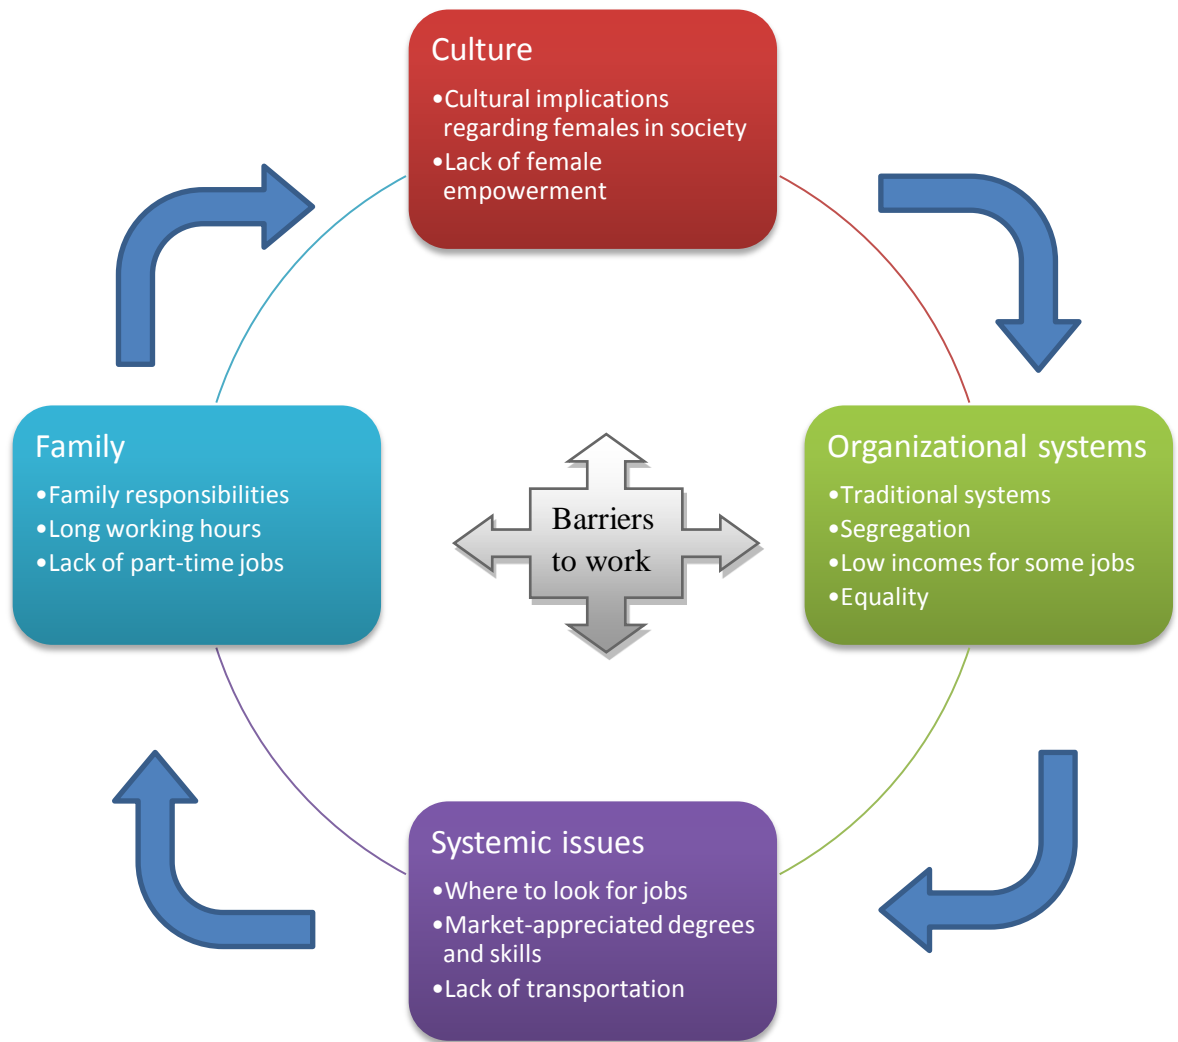 Culture
•Cultural implications
regarding females in society
•Lack of female
empowerment
Family
•Family responsibilities
•Long working hours
•Lack of part-time jobs
Barriers
to work
Organizational systems
•Traditional systems
•Segregation
•Low incomes for some jobs
•Equality
Systemic issues
•Where to look for jobs
•Market-appreciated degrees
and skills
•Lack of transportation